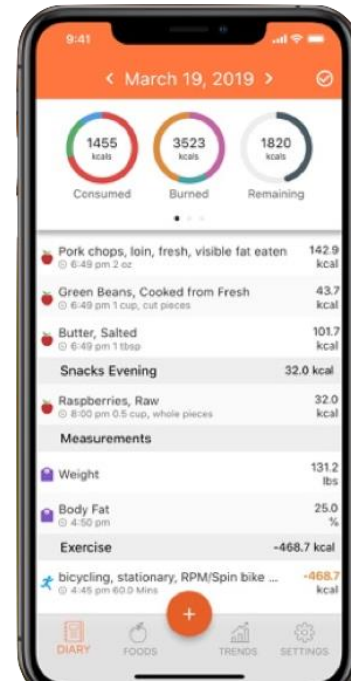 9:41
< March 19, 2019 >
1455 3523 1820
kcals kcals kcals
Consumed Burned Remaining
Pork chops, loin, fresh, visible fat eaten 142.9
6:49 pm 2 oz kcal
Green Beans, Cooked from Fresh 43.7
6:49 pm 1 cup, cut pieces kcal
Butter, Salted 101.7
6:49 pm 1 tbsp kcal
Snacks Evening 32.0 kcal
Raspberries, Raw 32.0
8:00 pm 0.5 cup, whole pieces kcal
Measurements
Weight 131.2
lbs
Body Fat 25.0
4:50 pm %
Exercise -468.7 kcal
bicycling, stationary, RPM/Spin bike ... -468.7
4:45 pm 60.0 Mins kcal
+
DIARY FOODS TRENDS SETTINGS